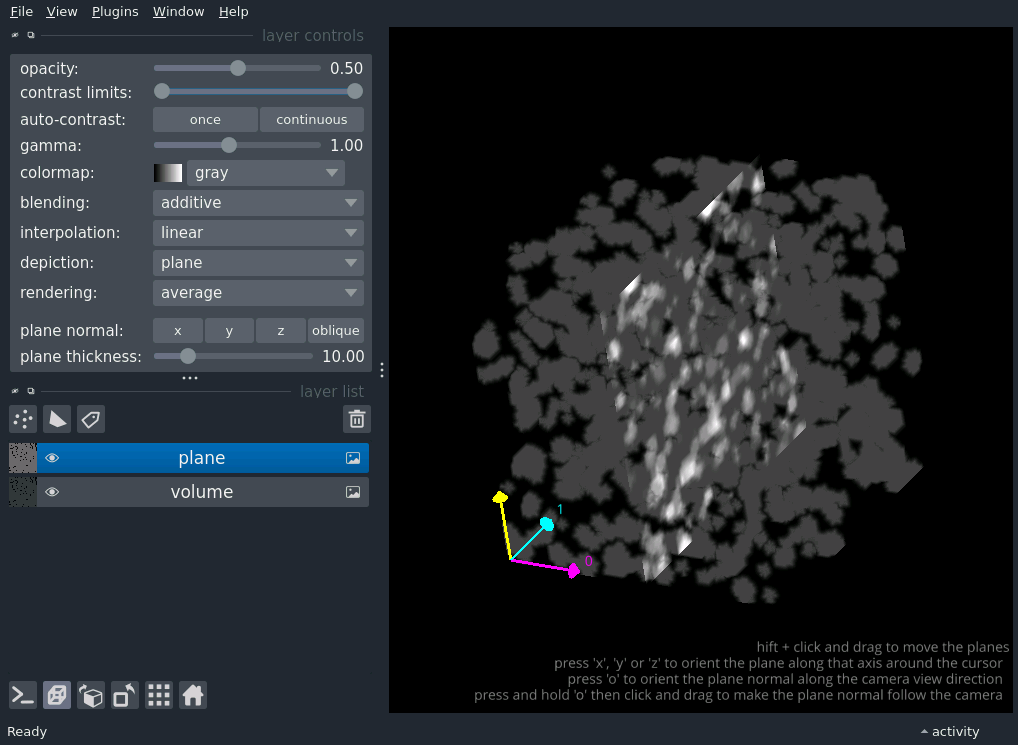 File View Plugins Window Help
layer controls
opacity: 0.50
contrast limits:
auto-contrast: once continuous
gamma: 1.00
colormap: gray
blending: additive
interpolation: linear
depiction: plane
rendering: average
plane normal: x y z oblique
plane thickness: 10.00
layer list
plane
volume
1
0
hift + click and drag to move the planes
press 'x', 'y' or 'z' to orient the plane along that axis around the cursor
press 'o' to orient the plane normal along the camera view direction
press and hold 'o' then click and drag to make the plane normal follow the camera
Ready
activity